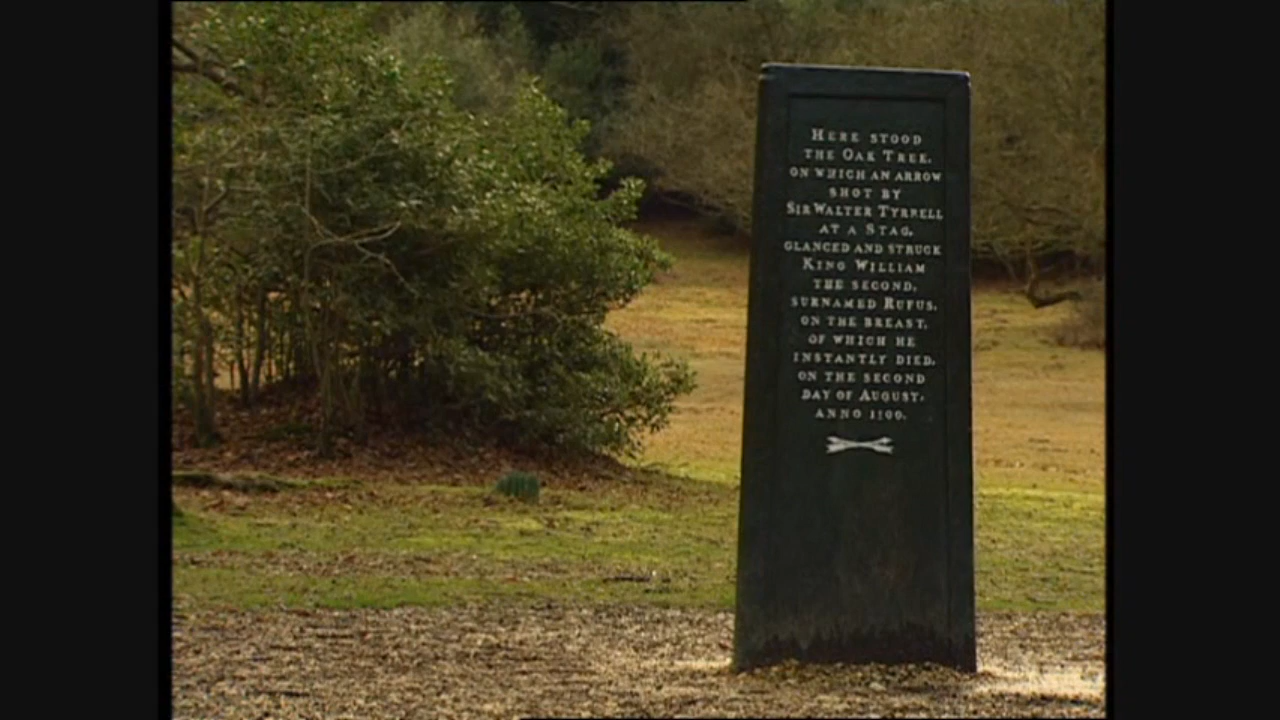 HERE STOOD
THE OAK TREE,
ON WHICH AN ARROW
SHOT BY
SIR WALTER TYRRELL
AT A STAG,
GLANCED AND STRUCK
KING WILLIAM
THE SECOND,
SURNAMED RUFUS,
ON THE BREAST,
OF WHICH HE
INSTANTLY DIED,
ON THE SECOND
DAY OF AUGUST,
ANNO 1100.